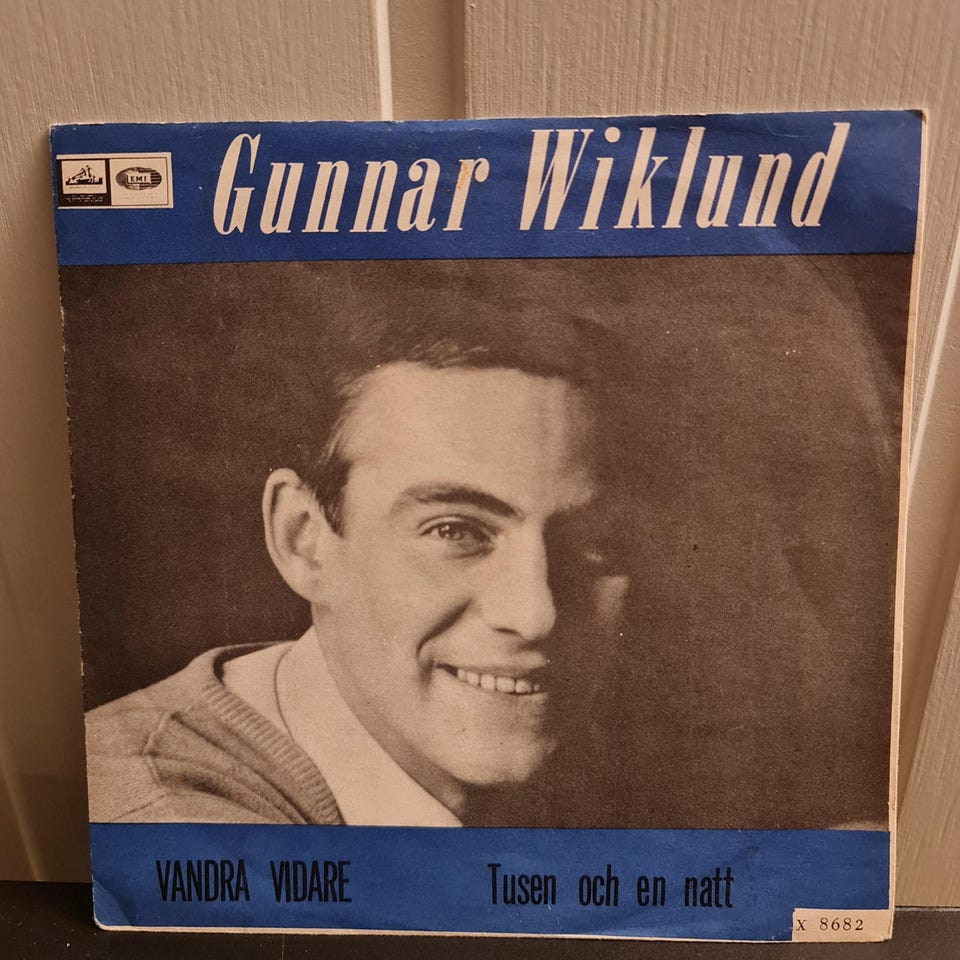 Gunnar Wiklund
EMI
VANDRA VIDARE
Tusen och en natt
X 8682